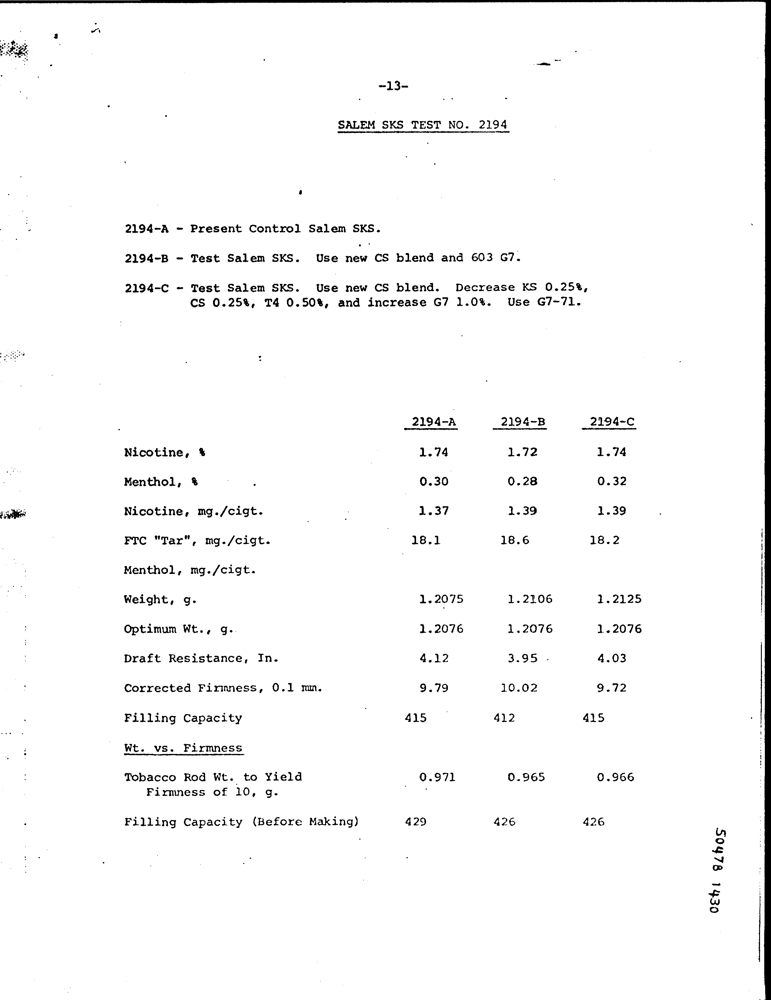 -13-
SALEM SKS TEST NO. 2194
2194-A - Present Control Salem SKS.
2194-B - Test Salem SKS. Use new CS blend and 603 G7.
2194-C - Test Salem SKS. Use new CS blend. Decrease KS 0.25%,
CS 0.25%, T4 0.50%, and increase G7 1.0%. Use G7-71.
2194-A 2194-B 2194-C
Nicotine, % 1.74 1.72 1.74
Menthol, % 0.30 0.28 0.32
Nicotine, mg./cigt. 1.37 1.39 1.39
FTC "Tar", mg./cigt. 18.1 18.6 18.2
Menthol, mg./cigt.
Weight, g. 1.2075 1.2106 1.2125
Optimum Wt., g. 1.2076 1.2076 1.2076
Draft Resistance, In. 4.12 3.95 4.03
Corrected Firmness, 0.1 mm. 9.79 10.02 9.72
Filling Capacity 415 412 415
Wt. vs. Firmness
Tobacco Rod Wt. to Yield 0.971 0.965 0.966
Firmness of 10, g.
Filling Capacity (Before Making) 429 426 426
50478 1430